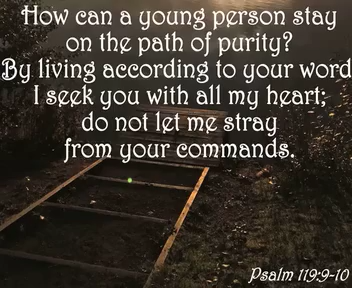 How can a young person stay
on the path of purity?
By living according to your word
I seek you with all my heart;
do not let me stray
from your commands.
Psalm 119:9-10